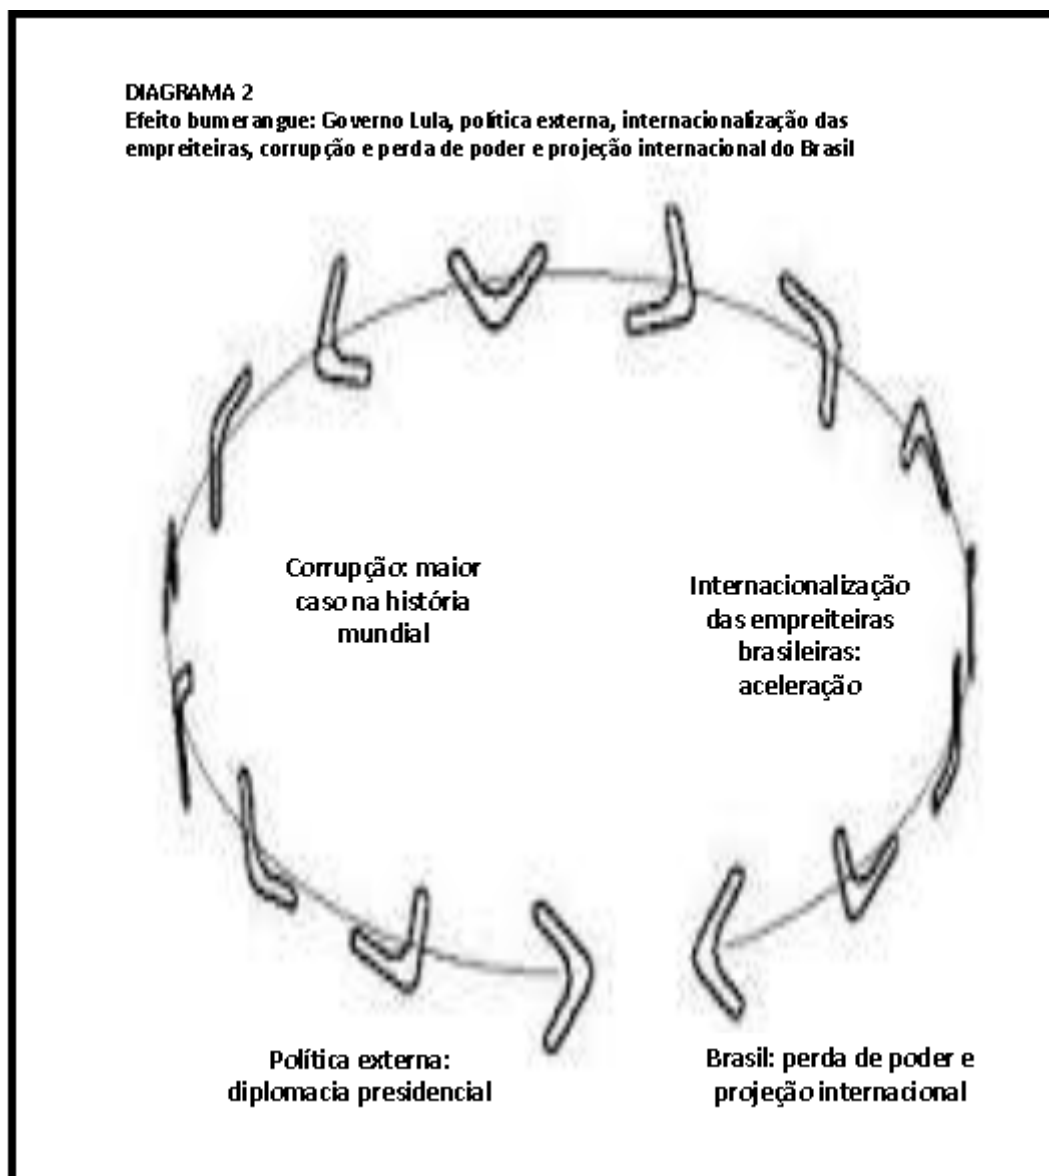 DIAGRAMA 2
Efeito bumerangue: Governo Lula, política externa, internacionalização das
empreiteiras, corrupção e perda de poder e projeção internacional do Brasil
Corrupção: maior
caso na história
mundial
Internacionalização
das empreiteiras
brasileiras:
aceleração
Política externa:
diplomacia presidencial
Brasil: perda de poder e
projeção internacional